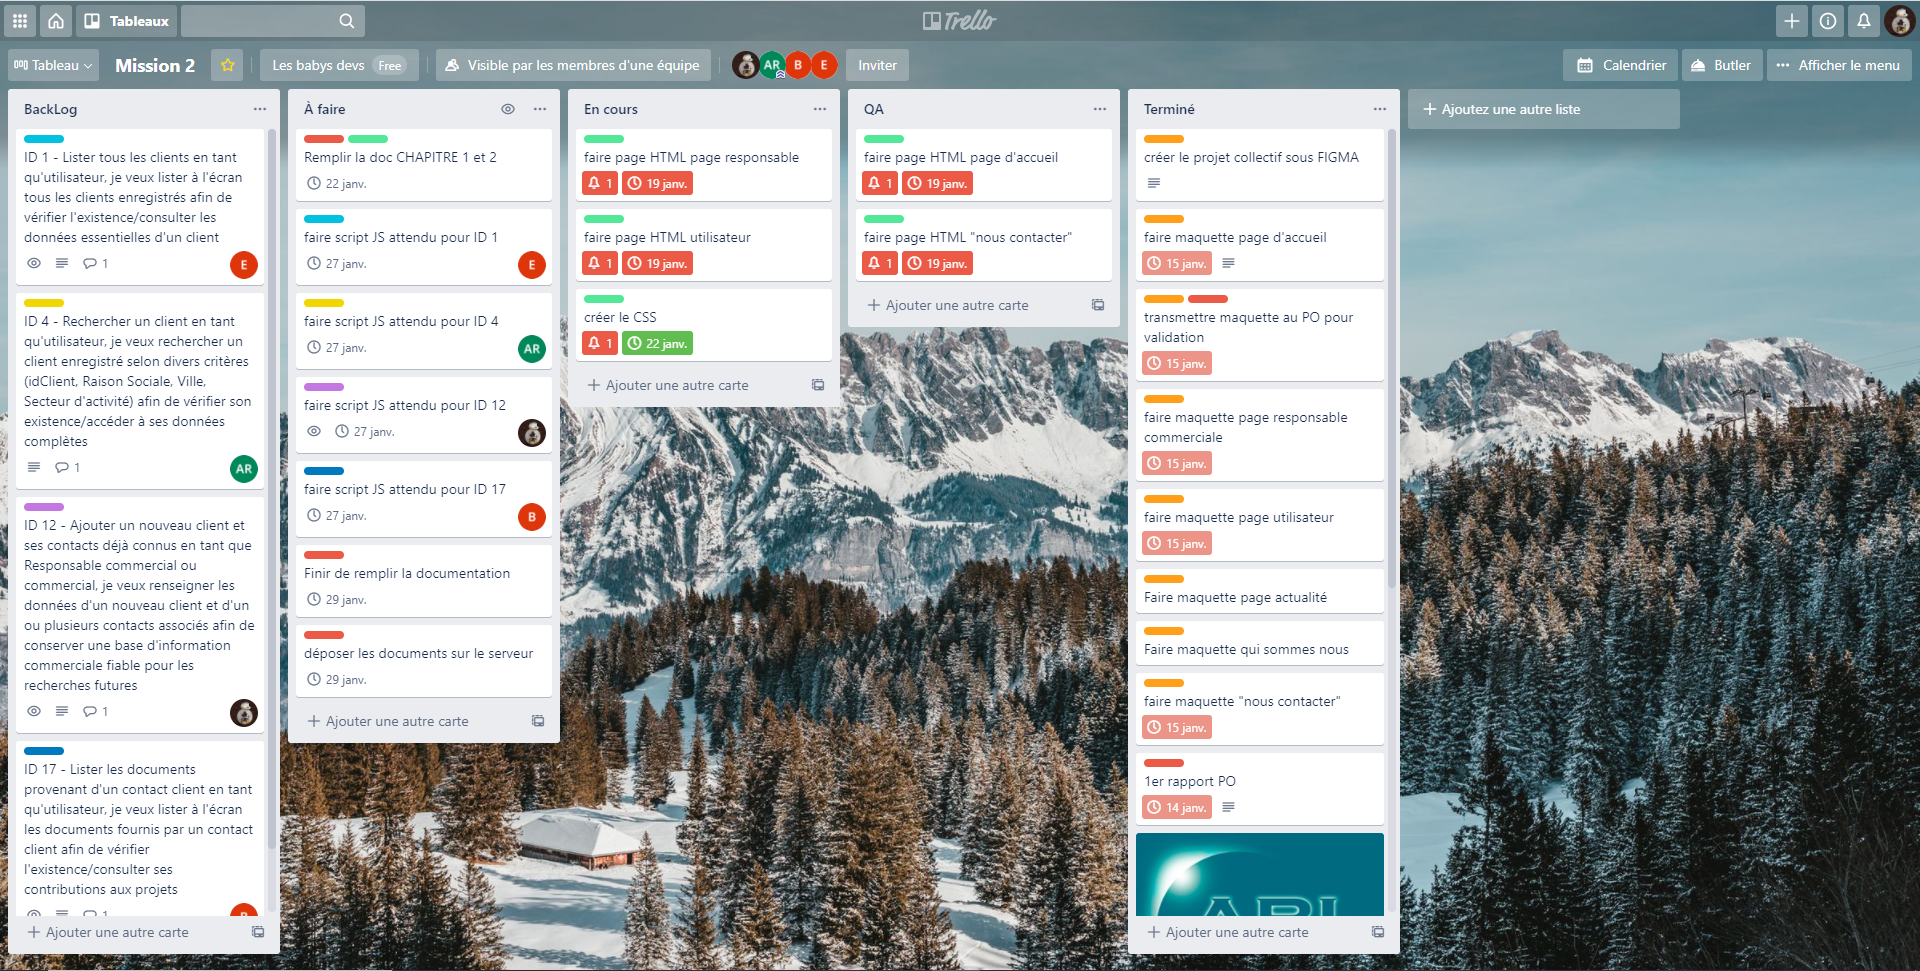 Tableaux
Trello
Tableau
Mission 2
Les babys devs Free
Visible par les membres d'une équipe
AR
B
E
Inviter
Calendrier
Butler
Afficher le menu
BackLog
ID 1 - Lister tous les clients en tant
qu'utilisateur, je veux lister à l'écran
tous les clients enregistrés afin de
vérifier l'existence/consulter les
données essentielles d'un client
1
E
ID 4 - Rechercher un client en tant
qu'utilisateur, je veux rechercher un
client enregistré selon divers critères
(idClient, Raison Sociale, Ville,
Secteur d'activité) afin de vérifier son
existence/accéder à ses données
complètes
1
AR
ID 12 - Ajouter un nouveau client et
ses contacts déjà connus en tant que
Responsable commercial ou
commercial, je veux renseigner les
données d'un nouveau client et d'un
ou plusieurs contacts associés afin de
conserver une base d'information
commerciale fiable pour les
recherches futures
1
ID 17 - Lister les documents
provenant d'un contact client en tant
qu'utilisateur, je veux lister à l'écran
les documents fournis par un contact
client afin de vérifier
l'existence/consulter ses
contributions aux projets
1
B
Ajouter une autre carte
À faire
Remplir la doc CHAPITRE 1 et 2
22 janv.
faire script JS attendu pour ID 1
27 janv.
E
faire script JS attendu pour ID 4
27 janv.
AR
faire script JS attendu pour ID 12
27 janv.
faire script JS attendu pour ID 17
27 janv.
B
Finir de remplir la documentation
29 janv.
déposer les documents sur le serveur
29 janv.
Ajouter une autre carte
En cours
faire page HTML page responsable
1 19 janv.
faire page HTML utilisateur
1 19 janv.
créer le CSS
1 22 janv.
Ajouter une autre carte
QA
faire page HTML page d'accueil
1 19 janv.
faire page HTML "nous contacter"
1 19 janv.
Ajouter une autre carte
Terminé
créer le projet collectif sous FIGMA
faire maquette page d'accueil
15 janv.
transmettre maquette au PO pour
validation
15 janv.
faire maquette page responsable
commerciale
15 janv.
faire maquette page utilisateur
15 janv.
Faire maquette page actualité
Faire maquette qui sommes nous
faire maquette "nous contacter"
15 janv.
1er rapport PO
14 janv.
Ajouter une autre carte
Ajoutez une autre liste